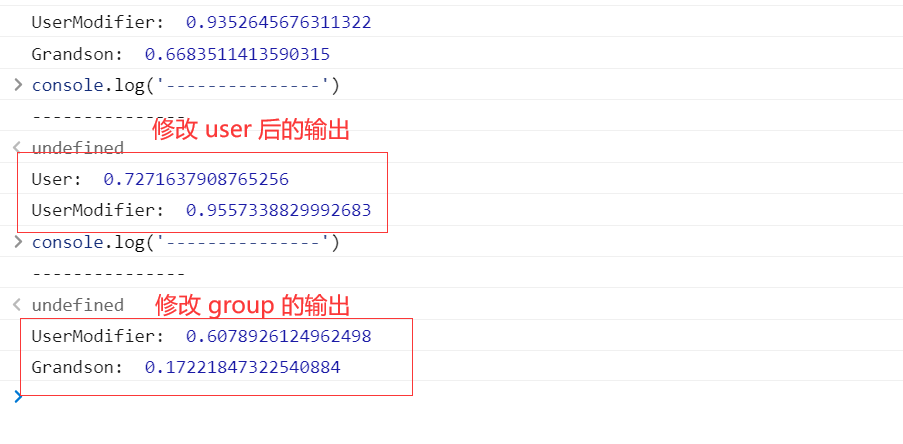 UserModifier: 0.9352645676311322
Grandson: 0.6683511413590315
> console.log('---------------')
---------------
修改 user 后的输出
< undefined
User: 0.7271637908765256
UserModifier: 0.9557338829992683
> console.log('---------------')
---------------
修改 group 的输出
< undefined
UserModifier: 0.6078926124962498
Grandson: 0.17221847322540884
>